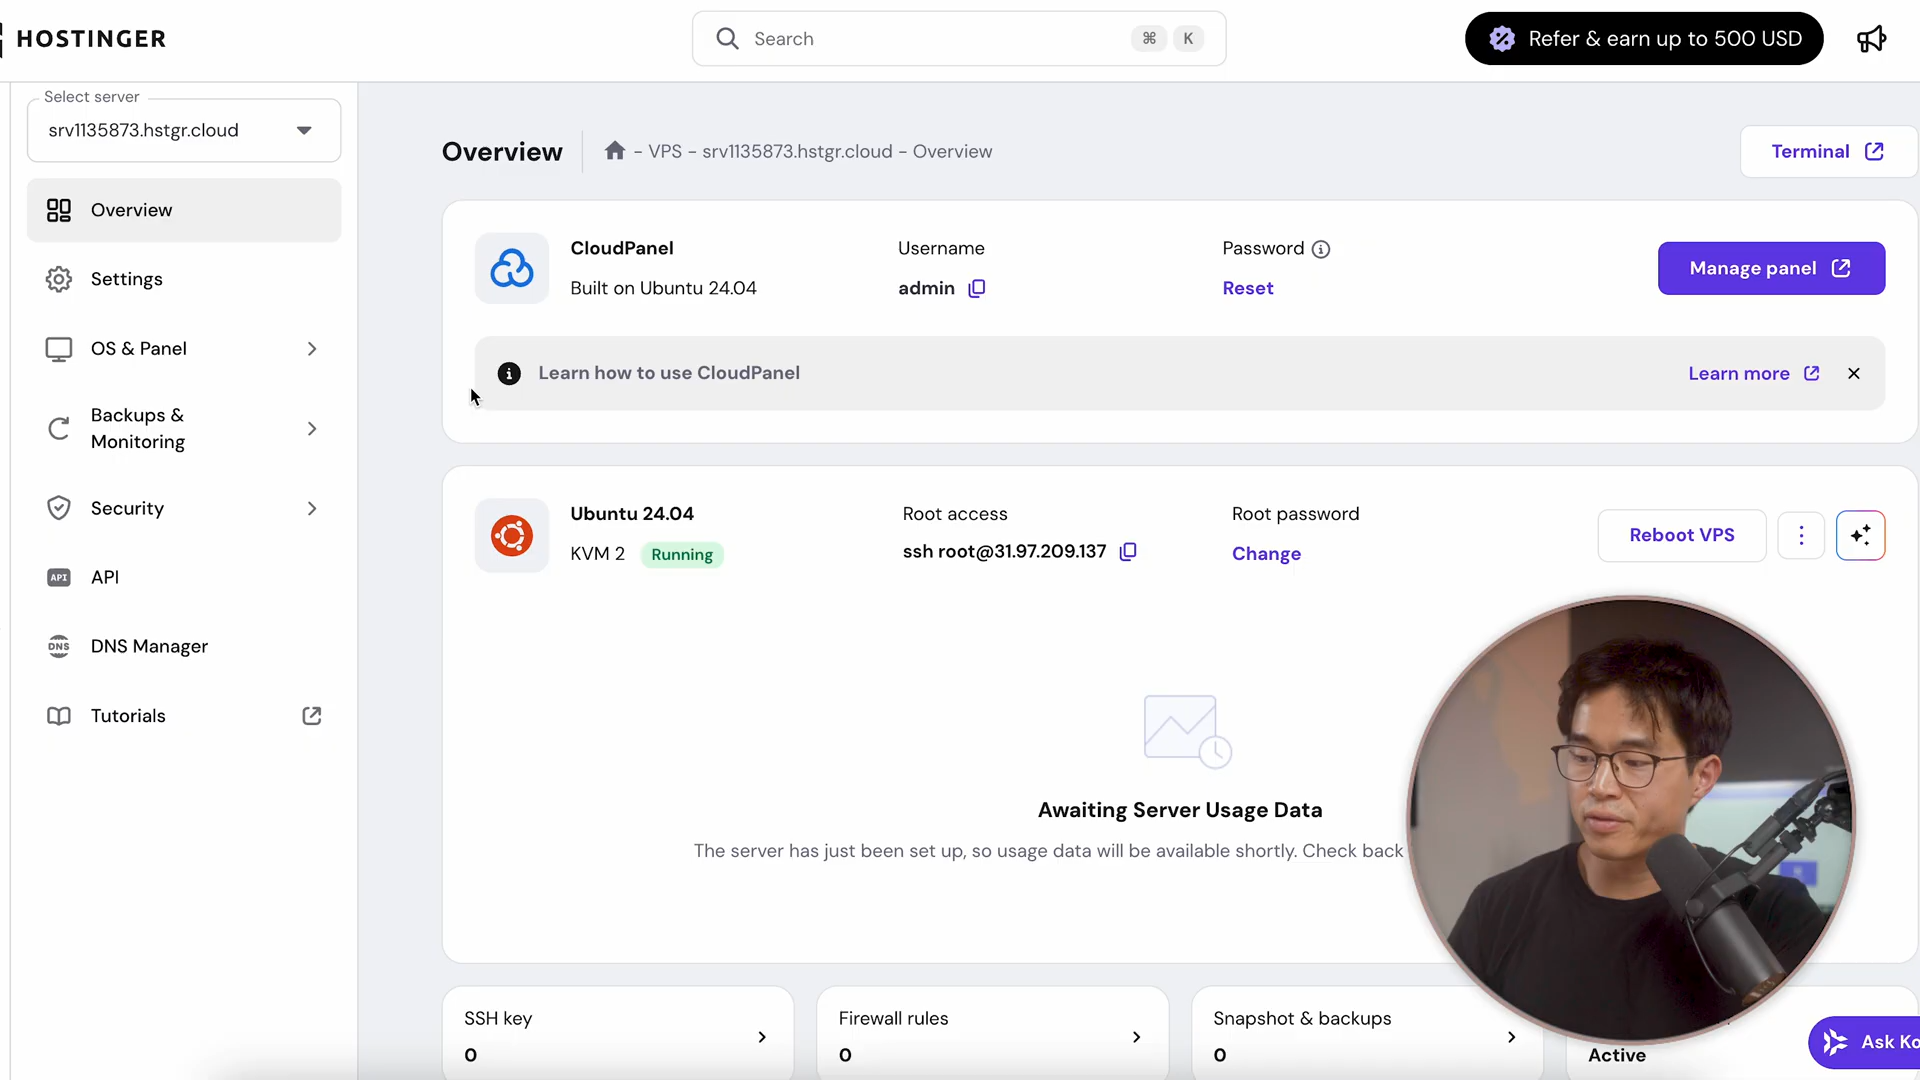 HOSTINGER
Search
⌘ K
Refer & earn up to 500 USD
Select server
srv1135873.hstgr.cloud
Overview
Settings
OS & Panel
Backups &
Monitoring
Security
API
API
DNS
DNS Manager
Tutorials
Overview
- VPS - srv1135873.hstgr.cloud - Overview
Terminal
CloudPanel
Built on Ubuntu 24.04
Username
admin
Password
Reset
Manage panel
Learn how to use CloudPanel
Learn more
Ubuntu 24.04
KVM 2
Running
Root access
ssh root@31.97.209.137
Root password
Change
Reboot VPS
Awaiting Server Usage Data
The server has just been set up, so usage data will be available shortly. Check back
SSH key
0
Firewall rules
0
Snapshot & backups
0
Active
Ask Ko